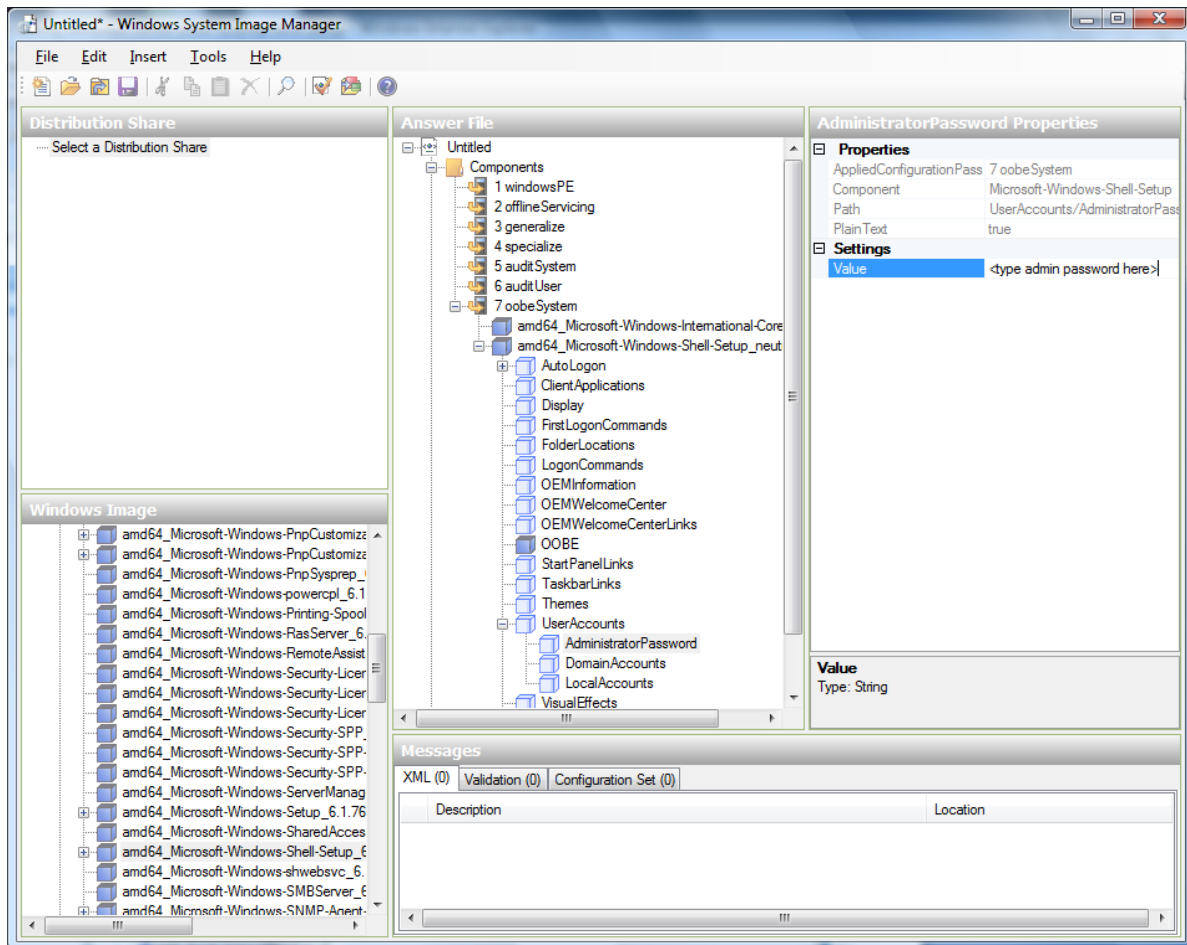 Untitled* - Windows System Image Manager
File Edit Insert Tools Help
Distribution Share
Select a Distribution Share
Windows Image
amd64_Microsoft-Windows-PnpCustomiza
amd64_Microsoft-Windows-PnpCustomiza
amd64_Microsoft-Windows-PnpSysprep_
amd64_Microsoft-Windows-powercpl_6.1
amd64_Microsoft-Windows-Printing-Spool
amd64_Microsoft-Windows-RasServer_6.
amd64_Microsoft-Windows-RemoteAssist
amd64_Microsoft-Windows-Security-Licer
amd64_Microsoft-Windows-Security-Licer
amd64_Microsoft-Windows-Security-Licer
amd64_Microsoft-Windows-Security-SPP_
amd64_Microsoft-Windows-Security-SPP-
amd64_Microsoft-Windows-Security-SPP-
amd64_Microsoft-Windows-ServerManag
amd64_Microsoft-Windows-Setup_6.1.76
amd64_Microsoft-Windows-SharedAcces
amd64_Microsoft-Windows-Shell-Setup_6
amd64_Microsoft-Windows-shwebsvc_6.
amd64_Microsoft-Windows-SMBServer_6
amd64_Microsoft-Windows-SNMP-Agent-
Answer File
Untitled
Components
1 windowsPE
2 offlineServicing
3 generalize
4 specialize
5 auditSystem
6 auditUser
7 oobeSystem
amd64_Microsoft-Windows-International-Core
amd64_Microsoft-Windows-Shell-Setup_neut
AutoLogon
ClientApplications
Display
FirstLogonCommands
FolderLocations
LogonCommands
OEMInformation
OEMWelcomeCenter
OEMWelcomeCenterLinks
OOBE
StartPanelLinks
TaskbarLinks
Themes
UserAccounts
AdministratorPassword
DomainAccounts
LocalAccounts
VisualEffects
AdministratorPassword Properties
Properties
AppliedConfigurationPass 7 oobeSystem
Component Microsoft-Windows-Shell-Setup
Path UserAccounts/AdministratorPass
PlainText true
Settings
Value <type admin password here>
Value
Type: String
Messages
XML (0) Validation (0) Configuration Set (0)
Description Location